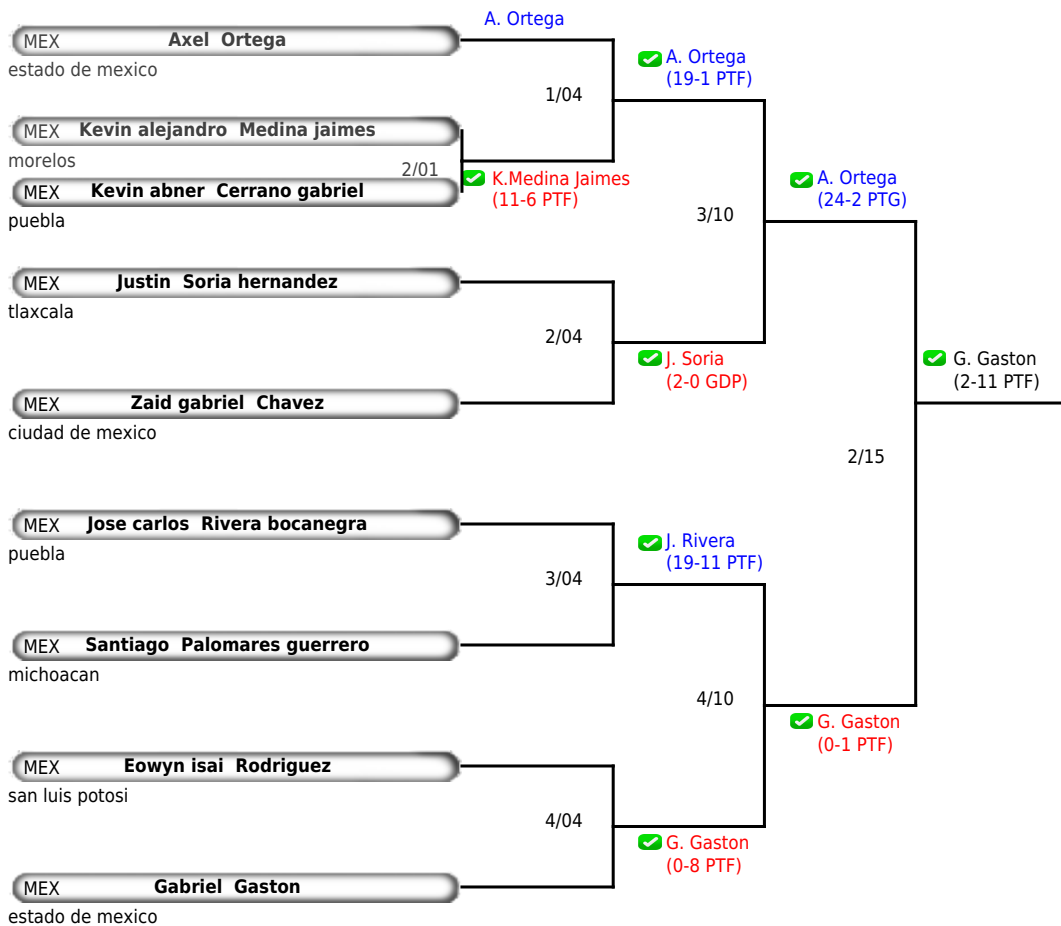 A. Ortega
MEX Axel Ortega
estado de mexico
A. Ortega
(19-1 PTF)
1/04
MEX Kevin alejandro Medina jaimes
morelos
2/01
K.Medina Jaimes
(11-6 PTF)
MEX Kevin abner Cerrano gabriel
puebla
A. Ortega
(24-2 PTG)
3/10
MEX Justin Soria hernandez
tlaxcala
2/04
J. Soria
(2-0 GDP)
G. Gaston
(2-11 PTF)
MEX Zaid gabriel Chavez
ciudad de mexico
2/15
MEX Jose carlos Rivera bocanegra
puebla
J. Rivera
(19-11 PTF)
3/04
MEX Santiago Palomares guerrero
michoacan
4/10
G. Gaston
(0-1 PTF)
MEX Eowyn isai Rodriguez
san luis potosi
4/04
G. Gaston
(0-8 PTF)
MEX Gabriel Gaston
estado de mexico